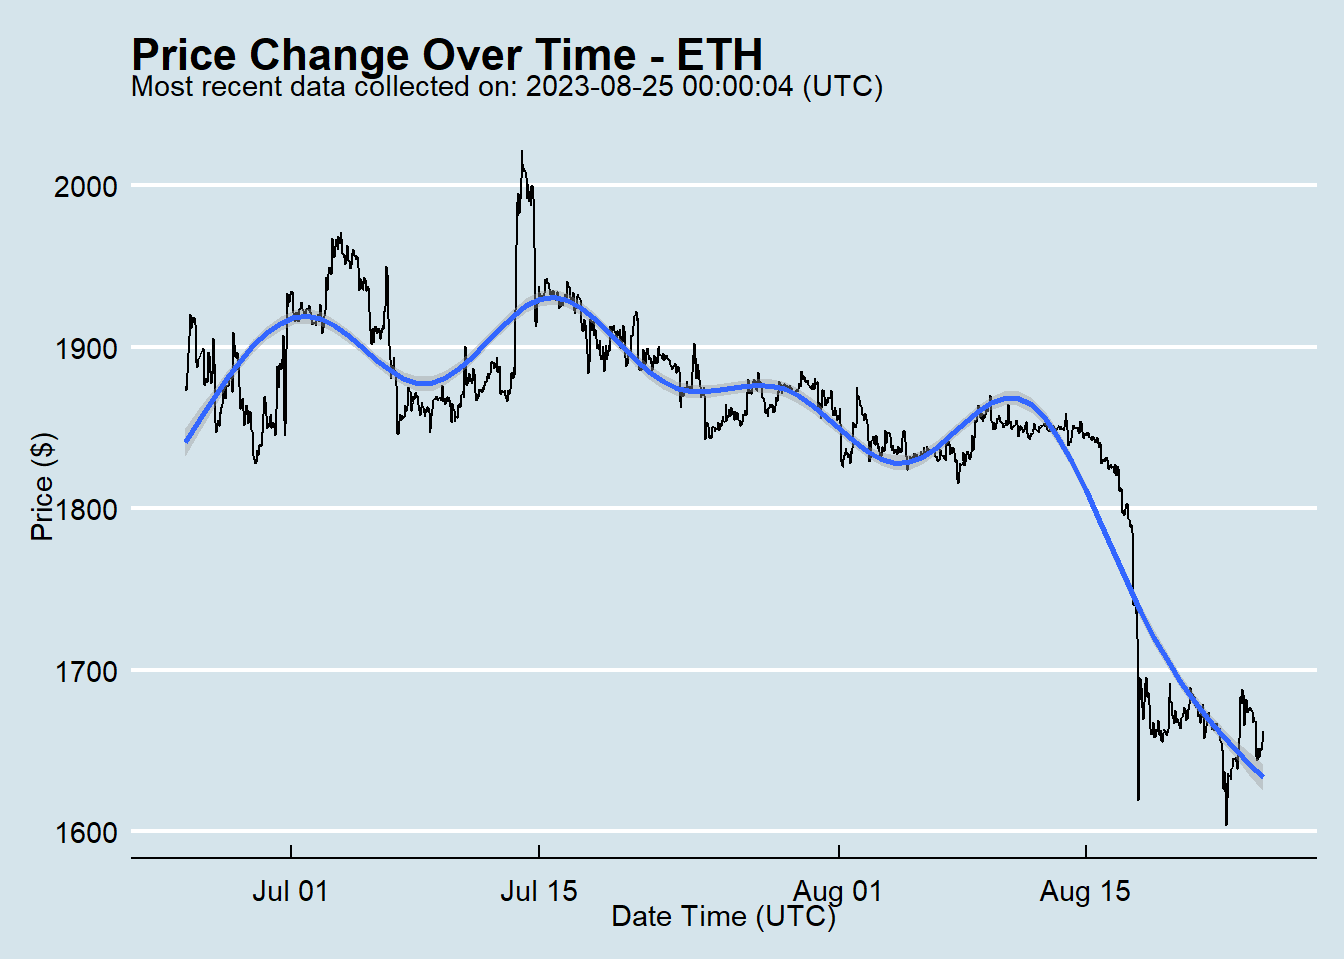 Price Change Over Time - ETH
Most recent data collected on: 2023-08-25 00:00:04 (UTC)
2000
1900
1800
1700
1600
Price ($)
Jul 01
Jul 15
Aug 01
Aug 15
Date Time (UTC)